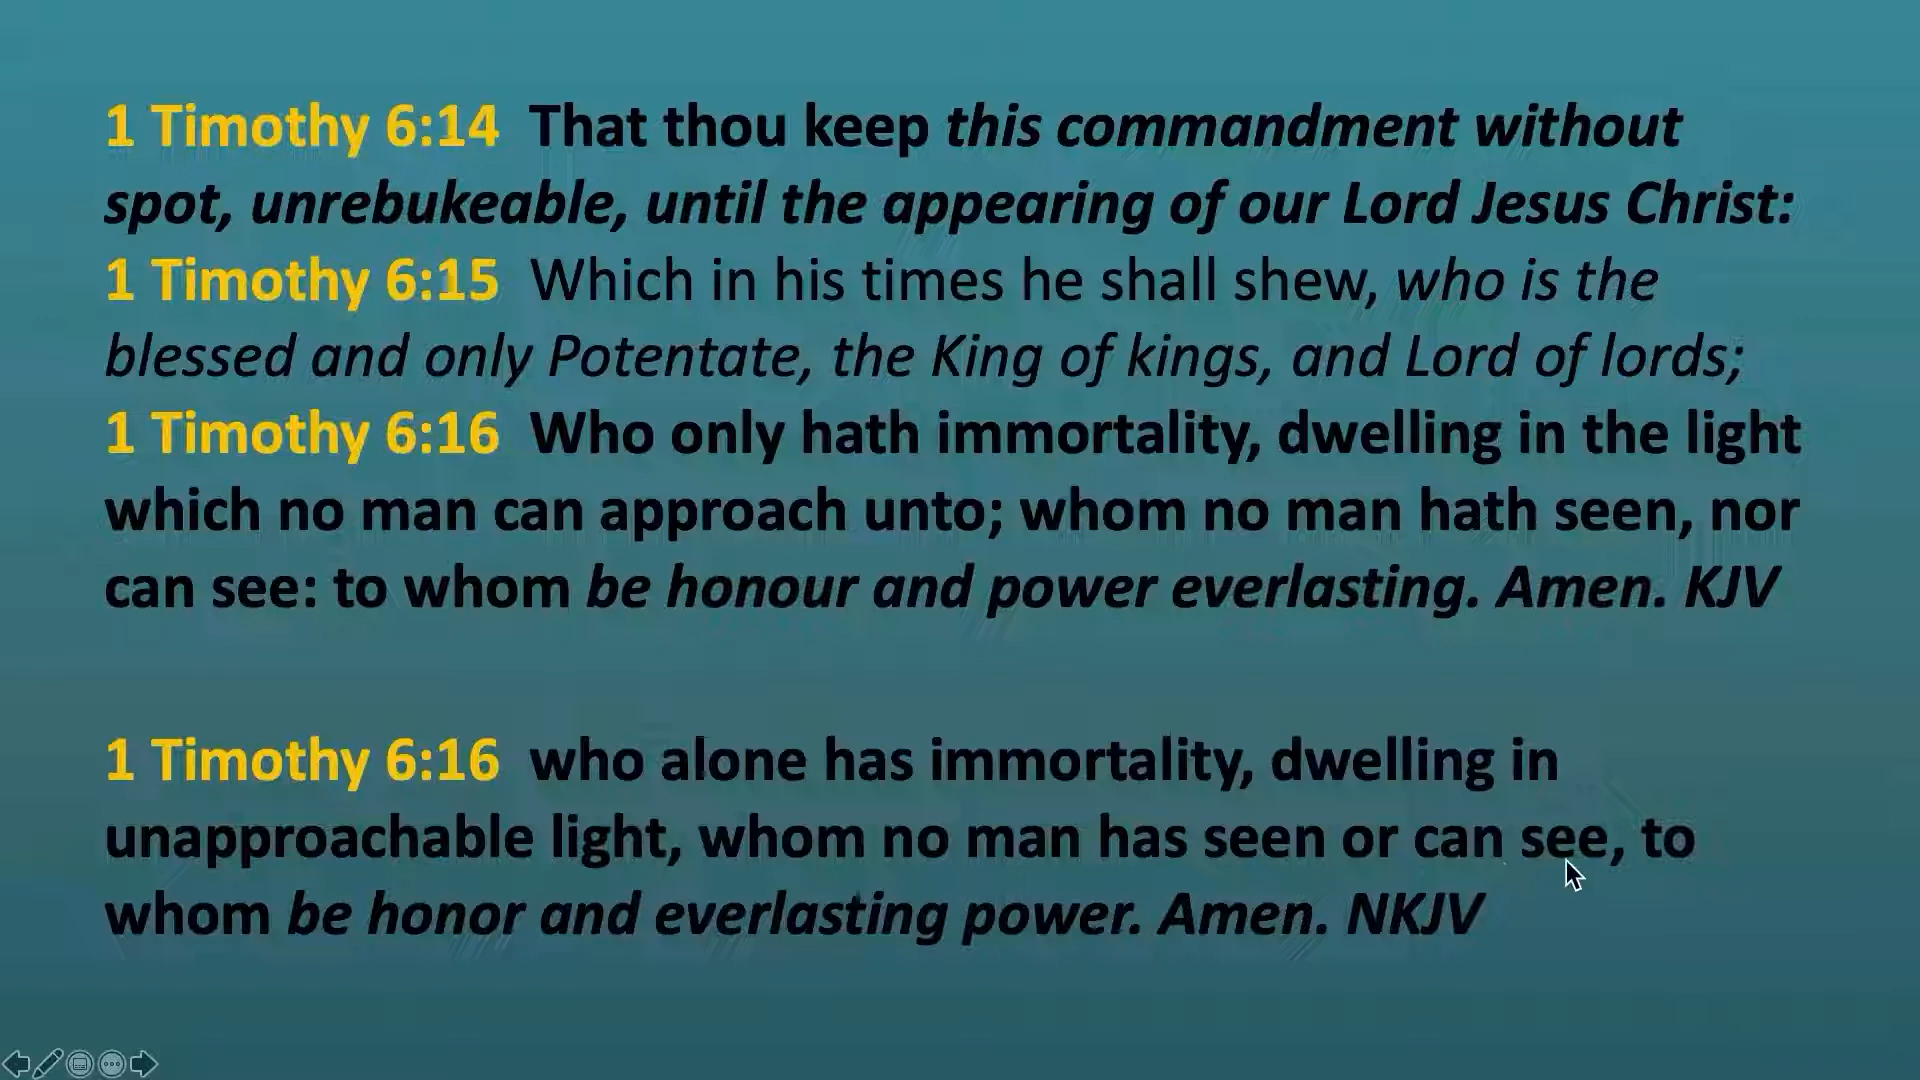 1 Timothy 6:14 That thou keep this commandment without
spot, unrebukeable, until the appearing of our Lord Jesus Christ:
1 Timothy 6:15 Which in his times he shall shew, who is the
blessed and only Potentate, the King of kings, and Lord of lords;
1 Timothy 6:16 Who only hath immortality, dwelling in the light
which no man can approach unto; whom no man hath seen, nor
can see: to whom be honour and power everlasting. Amen. KJV
1 Timothy 6:16 who alone has immortality, dwelling in
unapproachable light, whom no man has seen or can see, to
whom be honor and everlasting power. Amen. NKJV